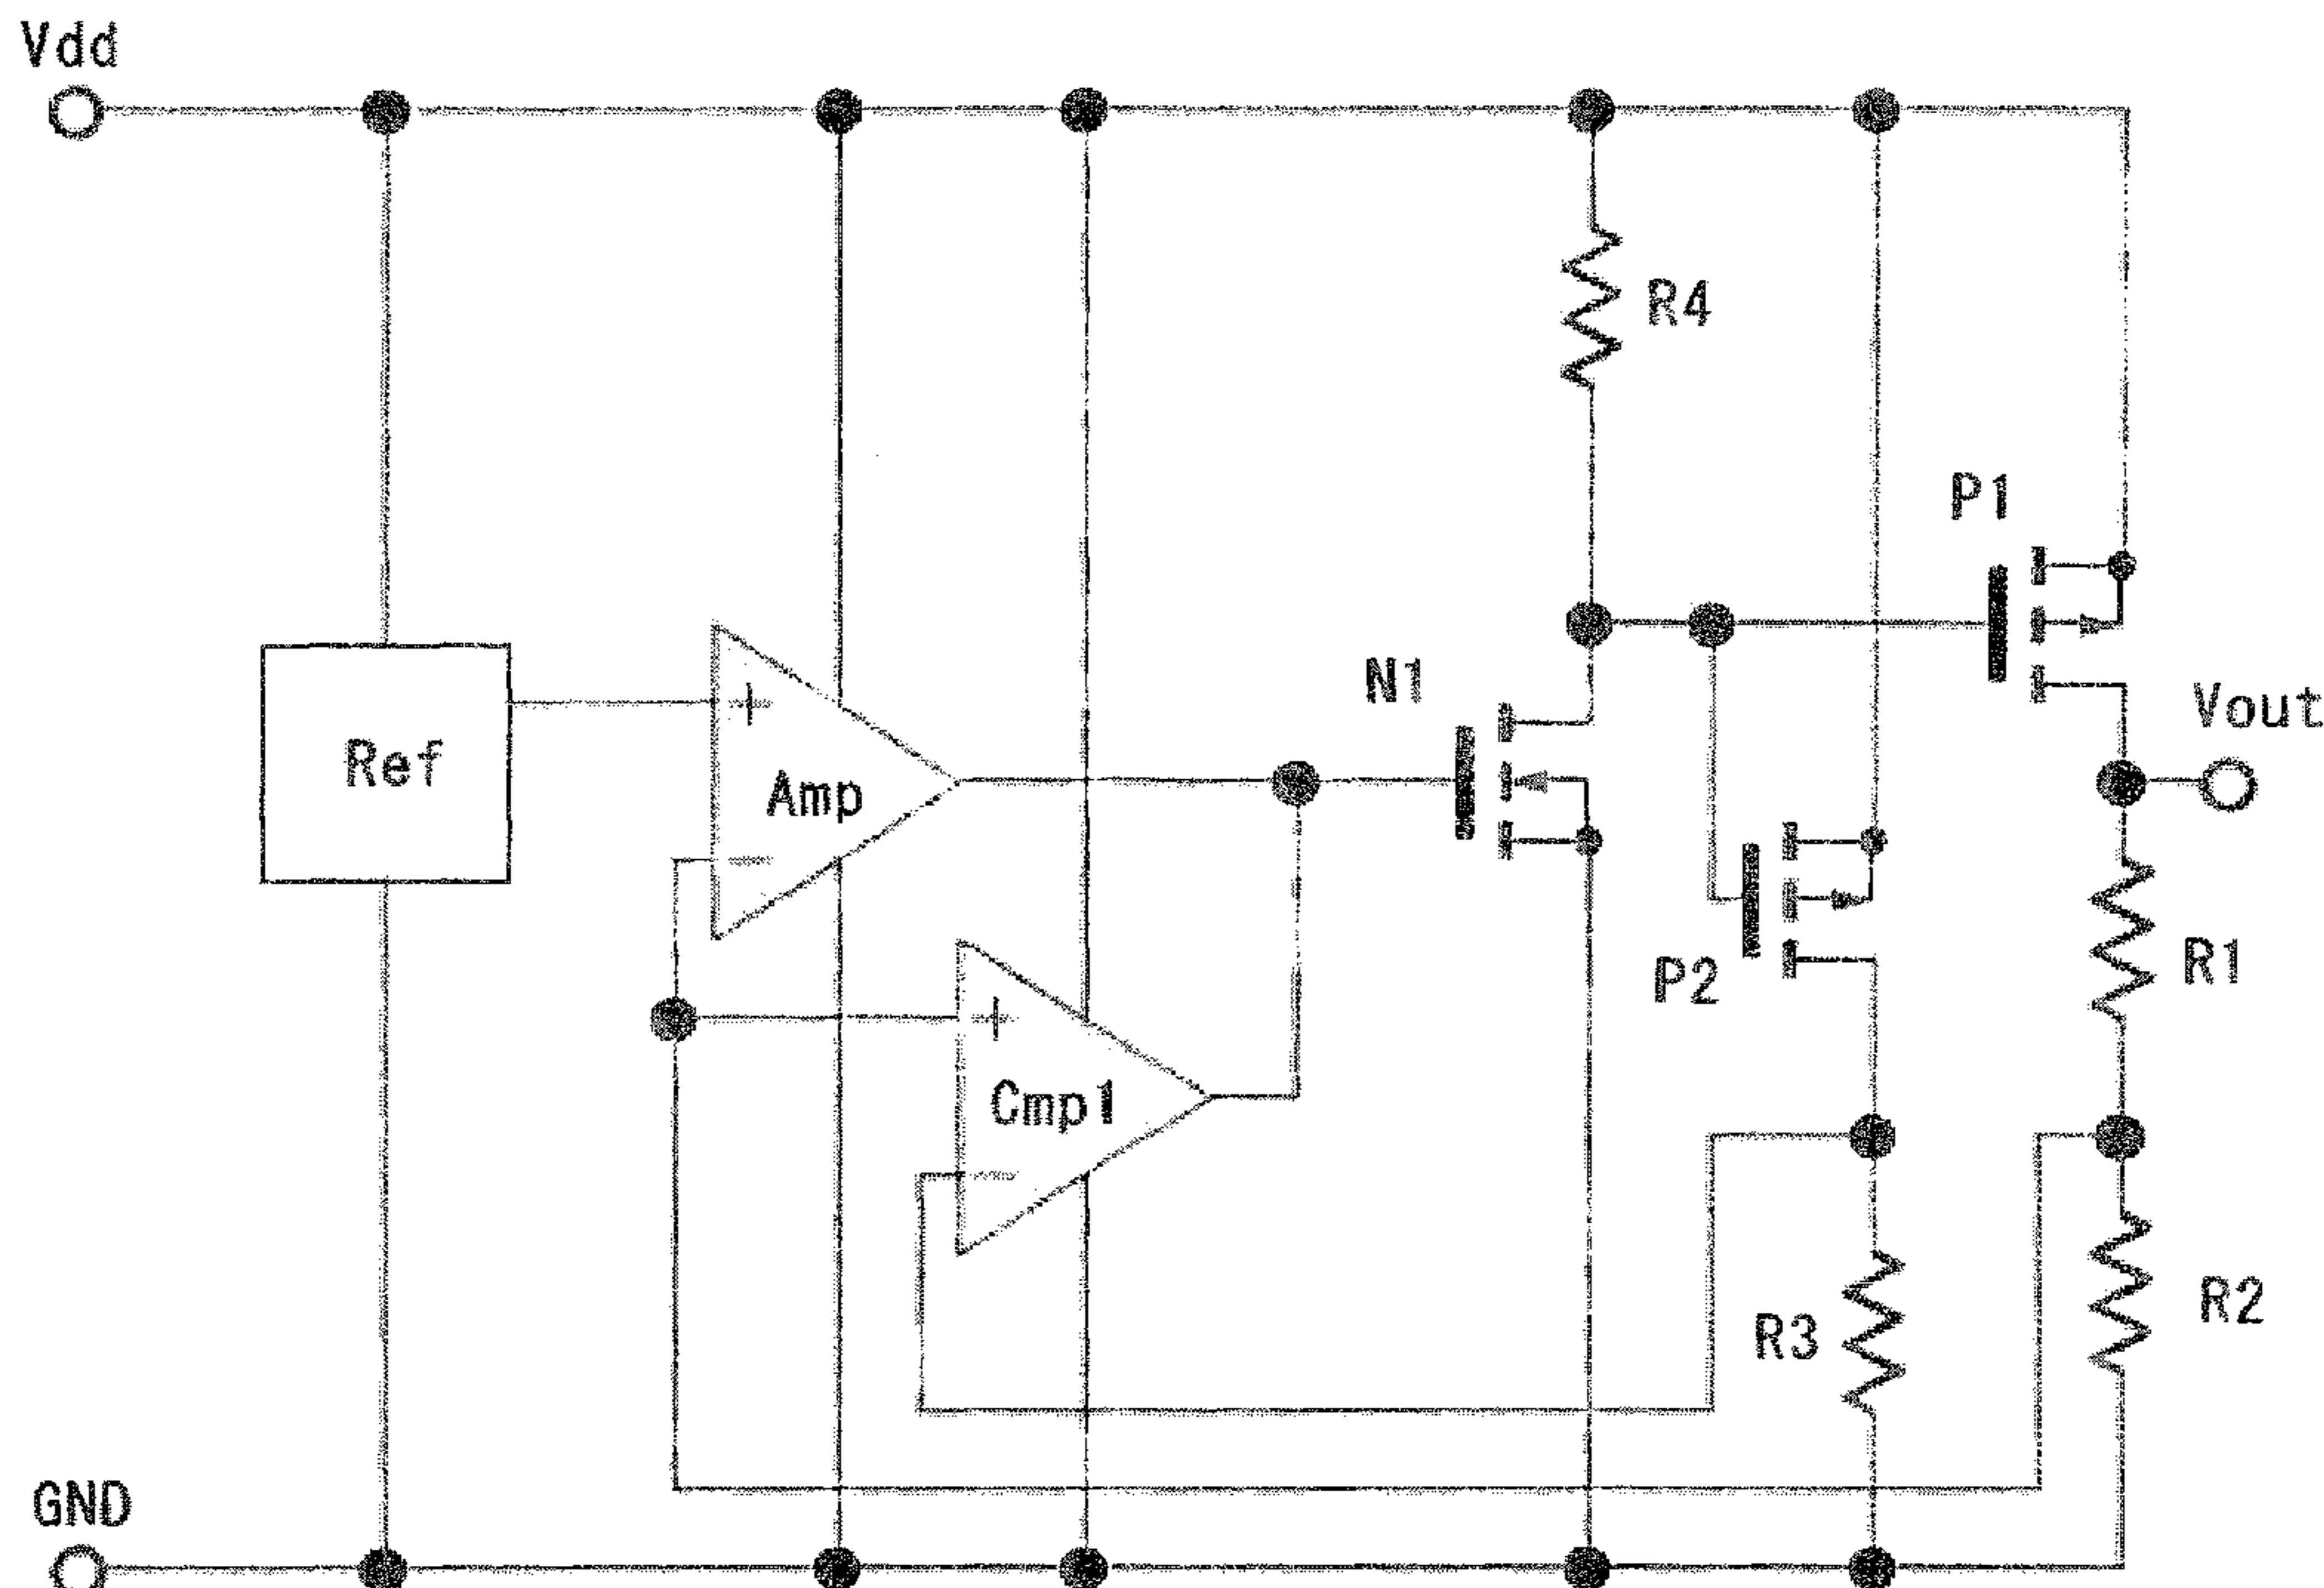 Vdd
R4
P1
N1
Vout
Ref
+
Amp
−
P2
R1
+
Cmp1
−
R3
R2
GND